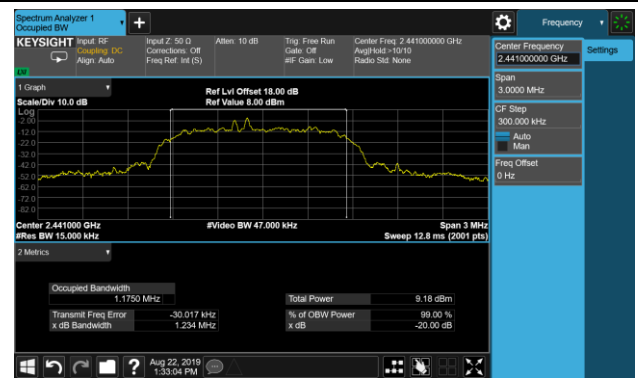 Spectrum Analyzer 1
Occupied BW
+
Frequency
KEYSIGHT Input: RF Input Z: 50 Ω Atten: 10 dB Trig: Free Run Center Freq: 2.441000000 GHz
Coupling: DC Corrections: Off Gate: Off Avg|Hold:>10/10
Align: Auto Freq Ref: Int (S) #IF Gain: Low Radio Std: None
Center Frequency
2.441000000 GHz
Settings
Span
3.0000 MHz
CF Step
300.000 kHz
Auto
Man
Freq Offset
0 Hz
1 Graph
Ref Lvl Offset 18.00 dB
Scale/Div 10.0 dB Ref Value 8.00 dBm
Log
-2.00
-12.0
-22.0
-32.0
-42.0
-52.0
-62.0
-72.0
-82.0
Center 2.441000 GHz #Video BW 47.000 kHz Span 3 MHz
#Res BW 15.000 kHz Sweep 12.8 ms (2001 pts)
2 Metrics
Occupied Bandwidth
1.1750 MHz Total Power 9.18 dBm
Transmit Freq Error -30.017 kHz % of OBW Power 99.00 %
x dB Bandwidth 1.234 MHz x dB -20.00 dB
? Aug 22, 2019
1:33:04 PM